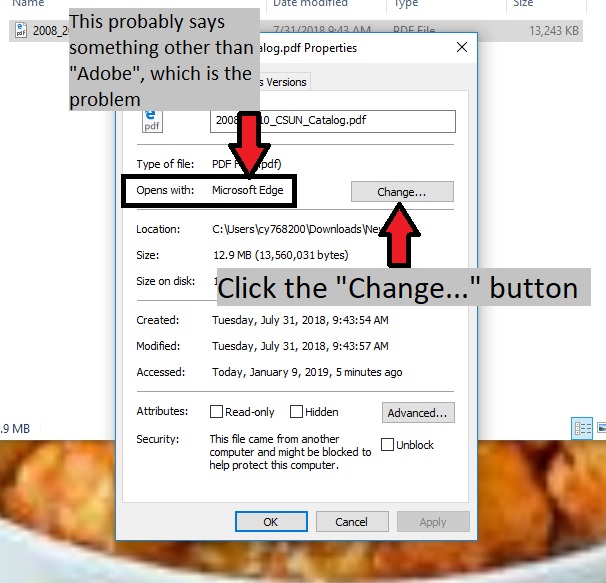 Name
Date modified
Type
Size
2008_2
7/31/2018 9:43 AM
PDF File
13,243 KB
This probably says
something other than
"Adobe", which is the
problem
alog.pdf Properties
s Versions
pdf
2008 10_CSUN_Catalog.pdf
Type of file: PDF F (.pdf)
Opens with: Microsoft Edge
Change...
Location: C:\Users\cy768200\Downloads\Ne
Size: 12.9 MB (13,560,031 bytes)
Size on disk: 1
Click the "Change..." button
Created: Tuesday, July 31, 2018, 9:43:54 AM
Modified: Tuesday, July 31, 2018, 9:43:57 AM
Accessed: Today, January 9, 2019, 5 minutes ago
Attributes: Read-only Hidden Advanced...
Security: This file came from another
computer and might be blocked to
help protect this computer.
Unblock
.9 MB
OK Cancel Apply